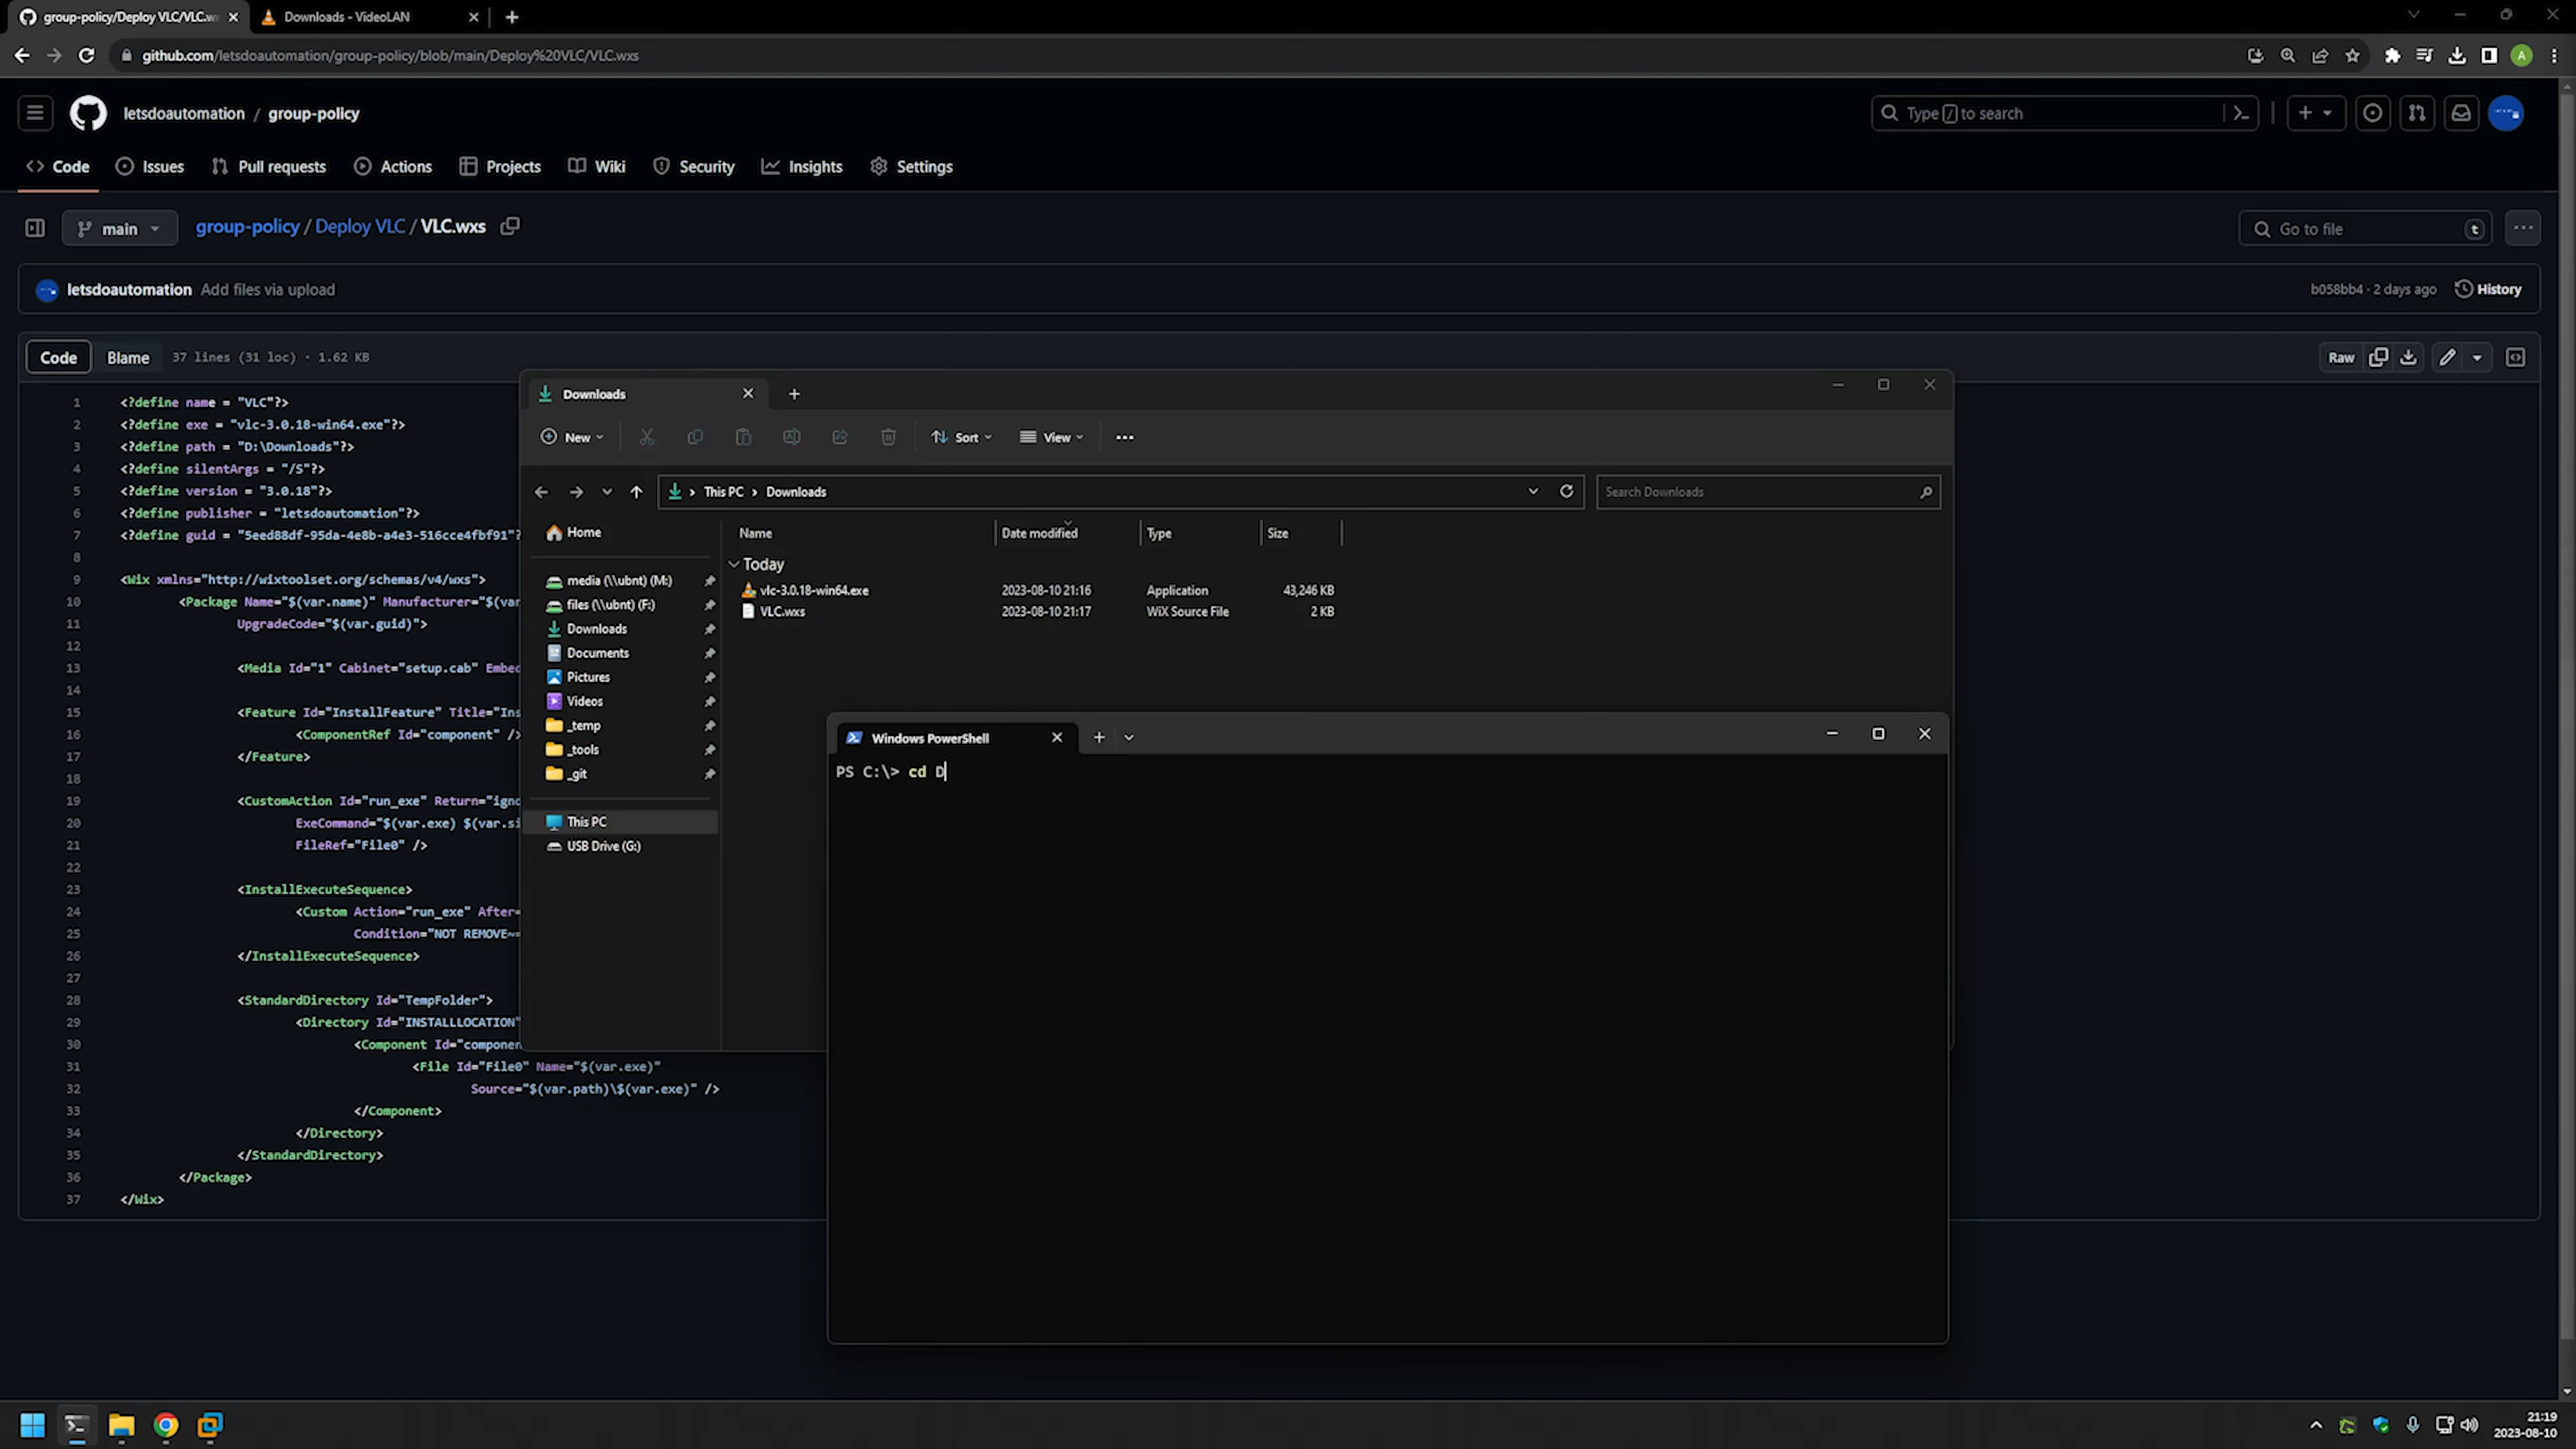 group-policy/Deploy VLC/VLC.w
Downloads - VideoLAN
github.com/letsdoautomation/group-policy/blob/main/Deploy%20VLC/VLC.wxs
A
letsdoautomation / group-policy
Type / to search
Code
Issues
Pull requests
Actions
Projects
Wiki
Security
Insights
Settings
main
group-policy / Deploy VLC / VLC.wxs
Go to file
t
letsdoautomation Add files via upload
b058bb4 · 2 days ago
History
Code
Blame
37 lines (31 loc) · 1.62 KB
Raw
1 <?define name = "VLC"?>
2 <?define exe = "vlc-3.0.18-win64.exe"?>
3 <?define path = "D:\Downloads"?>
4 <?define silentArgs = "/S"?>
5 <?define version = "3.0.18"?>
6 <?define publisher = "letsdoautomation"?>
7 <?define guid = "5eed88df-95da-4e8b-a4e3-516cce4fbf91"?
8
9 <Wix xmlns="http://wixtoolset.org/schemas/v4/wxs">
10 <Package Name="$(var.name)" Manufacturer="$(var
11 UpgradeCode="$(var.guid)">
12
13 <Media Id="1" Cabinet="setup.cab" Embed
14
15 <Feature Id="InstallFeature" Title="Ins
16 <ComponentRef Id="component" />
17 </Feature>
18
19 <CustomAction Id="run_exe" Return="igno
20 ExeCommand="$(var.exe) $(var.si
21 FileRef="File0" />
22
23 <InstallExecuteSequence>
24 <Custom Action="run_exe" After=
25 Condition="NOT REMOVE~=
26 </InstallExecuteSequence>
27
28 <StandardDirectory Id="TempFolder">
29 <Directory Id="INSTALLLOCATION"
30 <Component Id="componen
31 <File Id="File0" Name="$(var.exe)"
32 Source="$(var.path)\$(var.exe)" />
33 </Component>
34 </Directory>
35 </StandardDirectory>
36 </Package>
37 </Wix>
Downloads
New
Sort
View
This PC > Downloads
Search Downloads
Home
media (\\ubnt) (M:)
files (\\ubnt) (F:)
Downloads
Documents
Pictures
Videos
_temp
_tools
_git
This PC
USB Drive (G:)
Name Date modified Type Size
Today
vlc-3.0.18-win64.exe 2023-08-10 21:16 Application 43,246 KB
VLC.wxs 2023-08-10 21:17 WiX Source File 2 KB
Windows PowerShell
PS C:\> cd D
21:19
2023-08-10